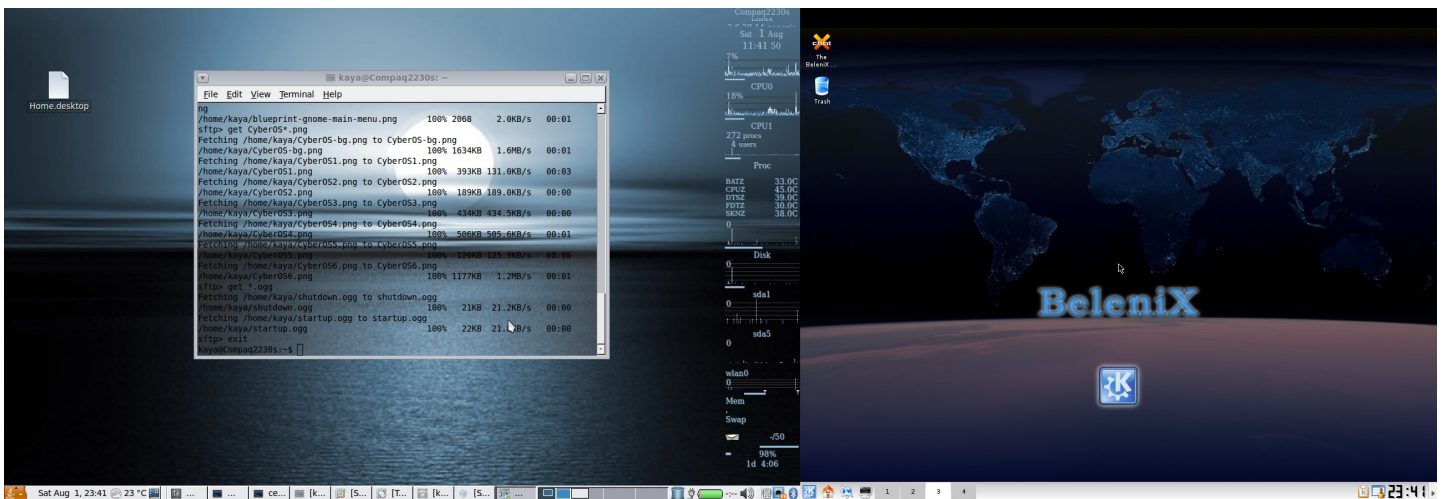 Home.desktop
kaya@Compaq2230s: ~
File Edit View Terminal Help
ng
/home/kaya/blueprint-gnome-main-menu.png 100% 2068 2.0KB/s 00:01
sftp> get CyberOS*.png
Fetching /home/kaya/CyberOS-bg.png to CyberOS-bg.png
/home/kaya/CyberOS-bg.png 100% 1634KB 1.6MB/s 00:01
Fetching /home/kaya/CyberOS1.png to CyberOS1.png
/home/kaya/CyberOS1.png 100% 393KB 131.0KB/s 00:03
Fetching /home/kaya/CyberOS2.png to CyberOS2.png
/home/kaya/CyberOS2.png 100% 189KB 189.0KB/s 00:00
Fetching /home/kaya/CyberOS3.png to CyberOS3.png
/home/kaya/CyberOS3.png 100% 434KB 434.5KB/s 00:00
Fetching /home/kaya/CyberOS4.png to CyberOS4.png
/home/kaya/CyberOS4.png 100% 506KB 505.6KB/s 00:01
Fetching /home/kaya/CyberOS5.png to CyberOS5.png
/home/kaya/CyberOS5.png 100% 126KB 125.9KB/s 00:00
Fetching /home/kaya/CyberOS6.png to CyberOS6.png
/home/kaya/CyberOS6.png 100% 1177KB 1.2MB/s 00:01
sftp> get *.ogg
Fetching /home/kaya/shutdown.ogg to shutdown.ogg
/home/kaya/shutdown.ogg 100% 21KB 21.2KB/s 00:00
Fetching /home/kaya/startup.ogg to startup.ogg
/home/kaya/startup.ogg 100% 22KB 00:00
sftp> exit
kaya@Compaq2230s:~$
Compaq2230s
Linux
Sat 1 Aug
11:41 50
7%
CPU0
18%
CPU1
272 procs
4 users
Proc
BATZ 33.0C
CPUZ 45.0C
DTSZ 39.0C
FDTZ 30.0C
SKNZ 38.0C
0
Disk
0
sda1
0
sda5
0
wlan0
0
Mem
Swap
-/50
98%
1d 4:06
Sat Aug 1, 23:41 23 °C ... ... ce... [k... [S... [T... [k... [S... ...
chat
The
BeleniX ...
Trash
BeleniX
K
1 2 3 4
23:41